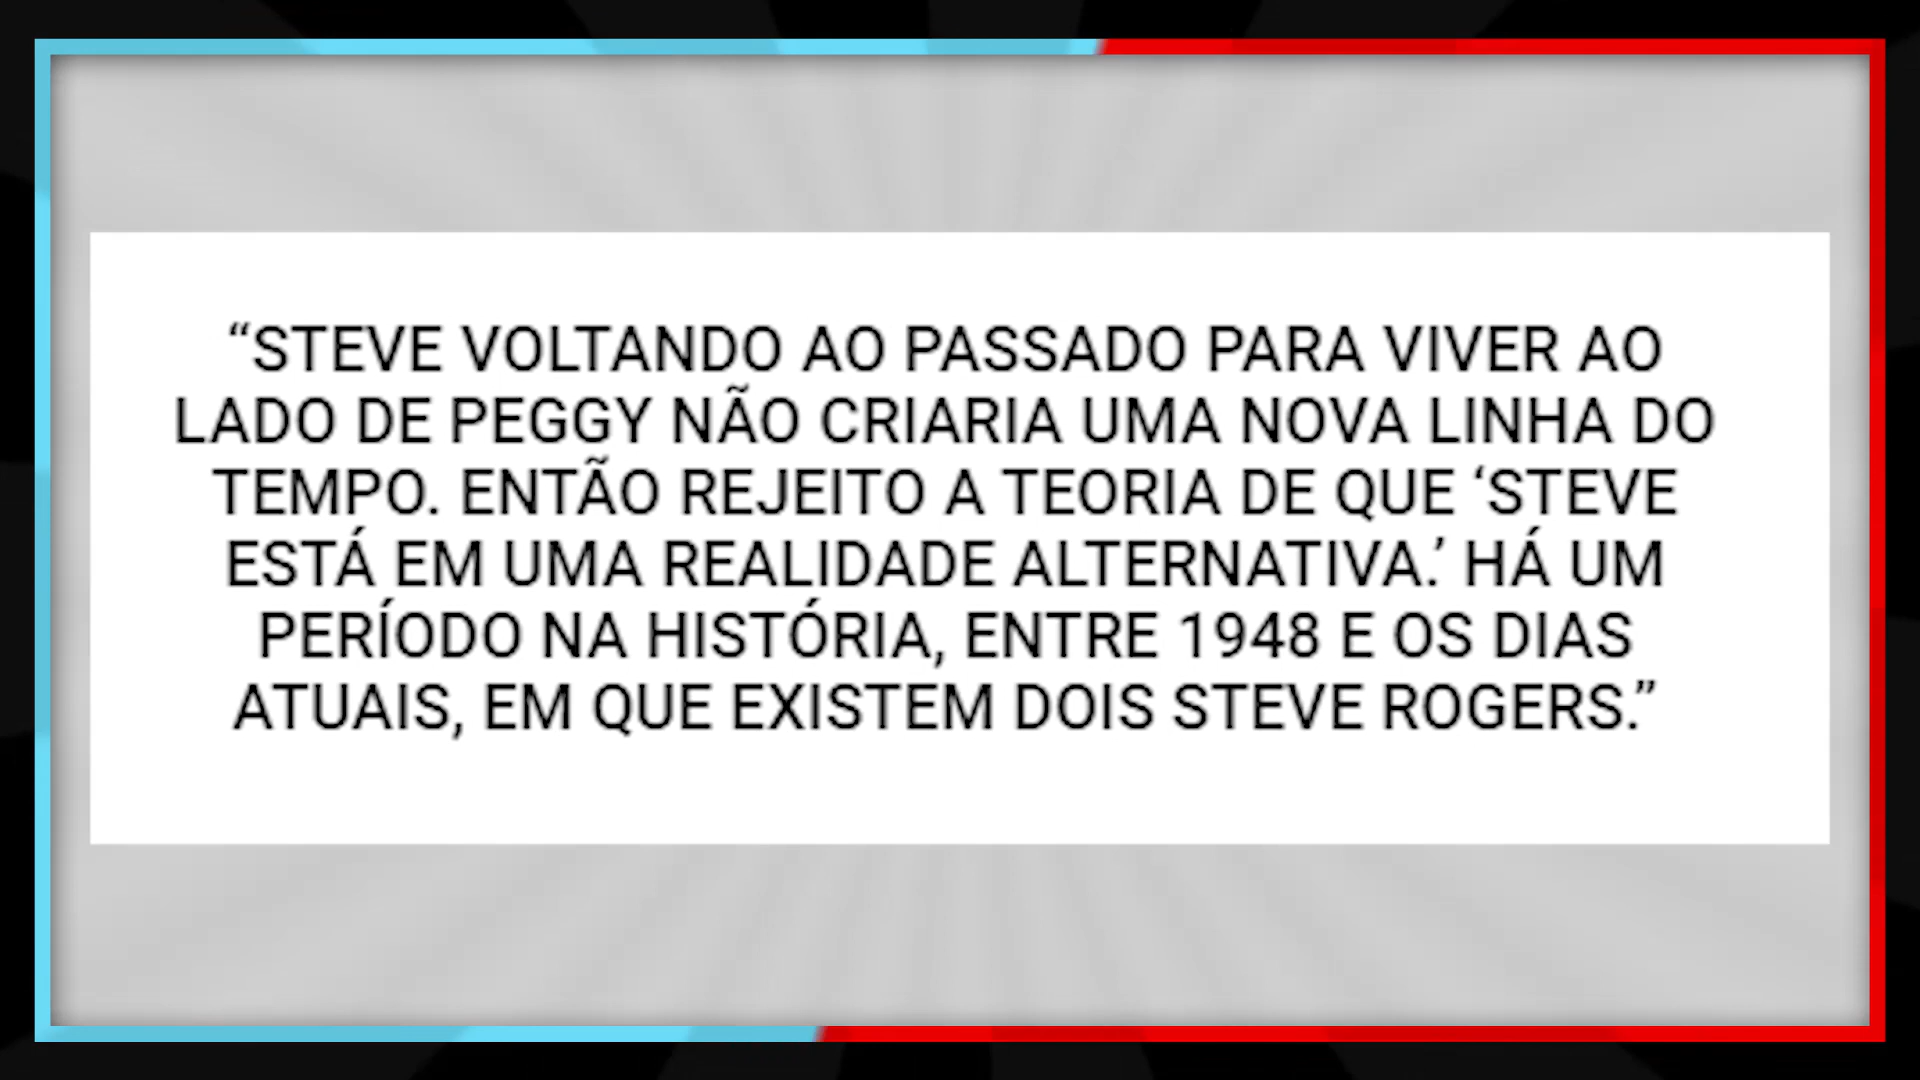 “STEVE VOLTANDO AO PASSADO PARA VIVER AO
LADO DE PEGGY NÃO CRIARIA UMA NOVA LINHA DO
TEMPO. ENTÃO REJEITO A TEORIA DE QUE ‘STEVE
ESTÁ EM UMA REALIDADE ALTERNATIVA.’ HÁ UM
PERÍODO NA HISTÓRIA, ENTRE 1948 E OS DIAS
ATUAIS, EM QUE EXISTEM DOIS STEVE ROGERS.”